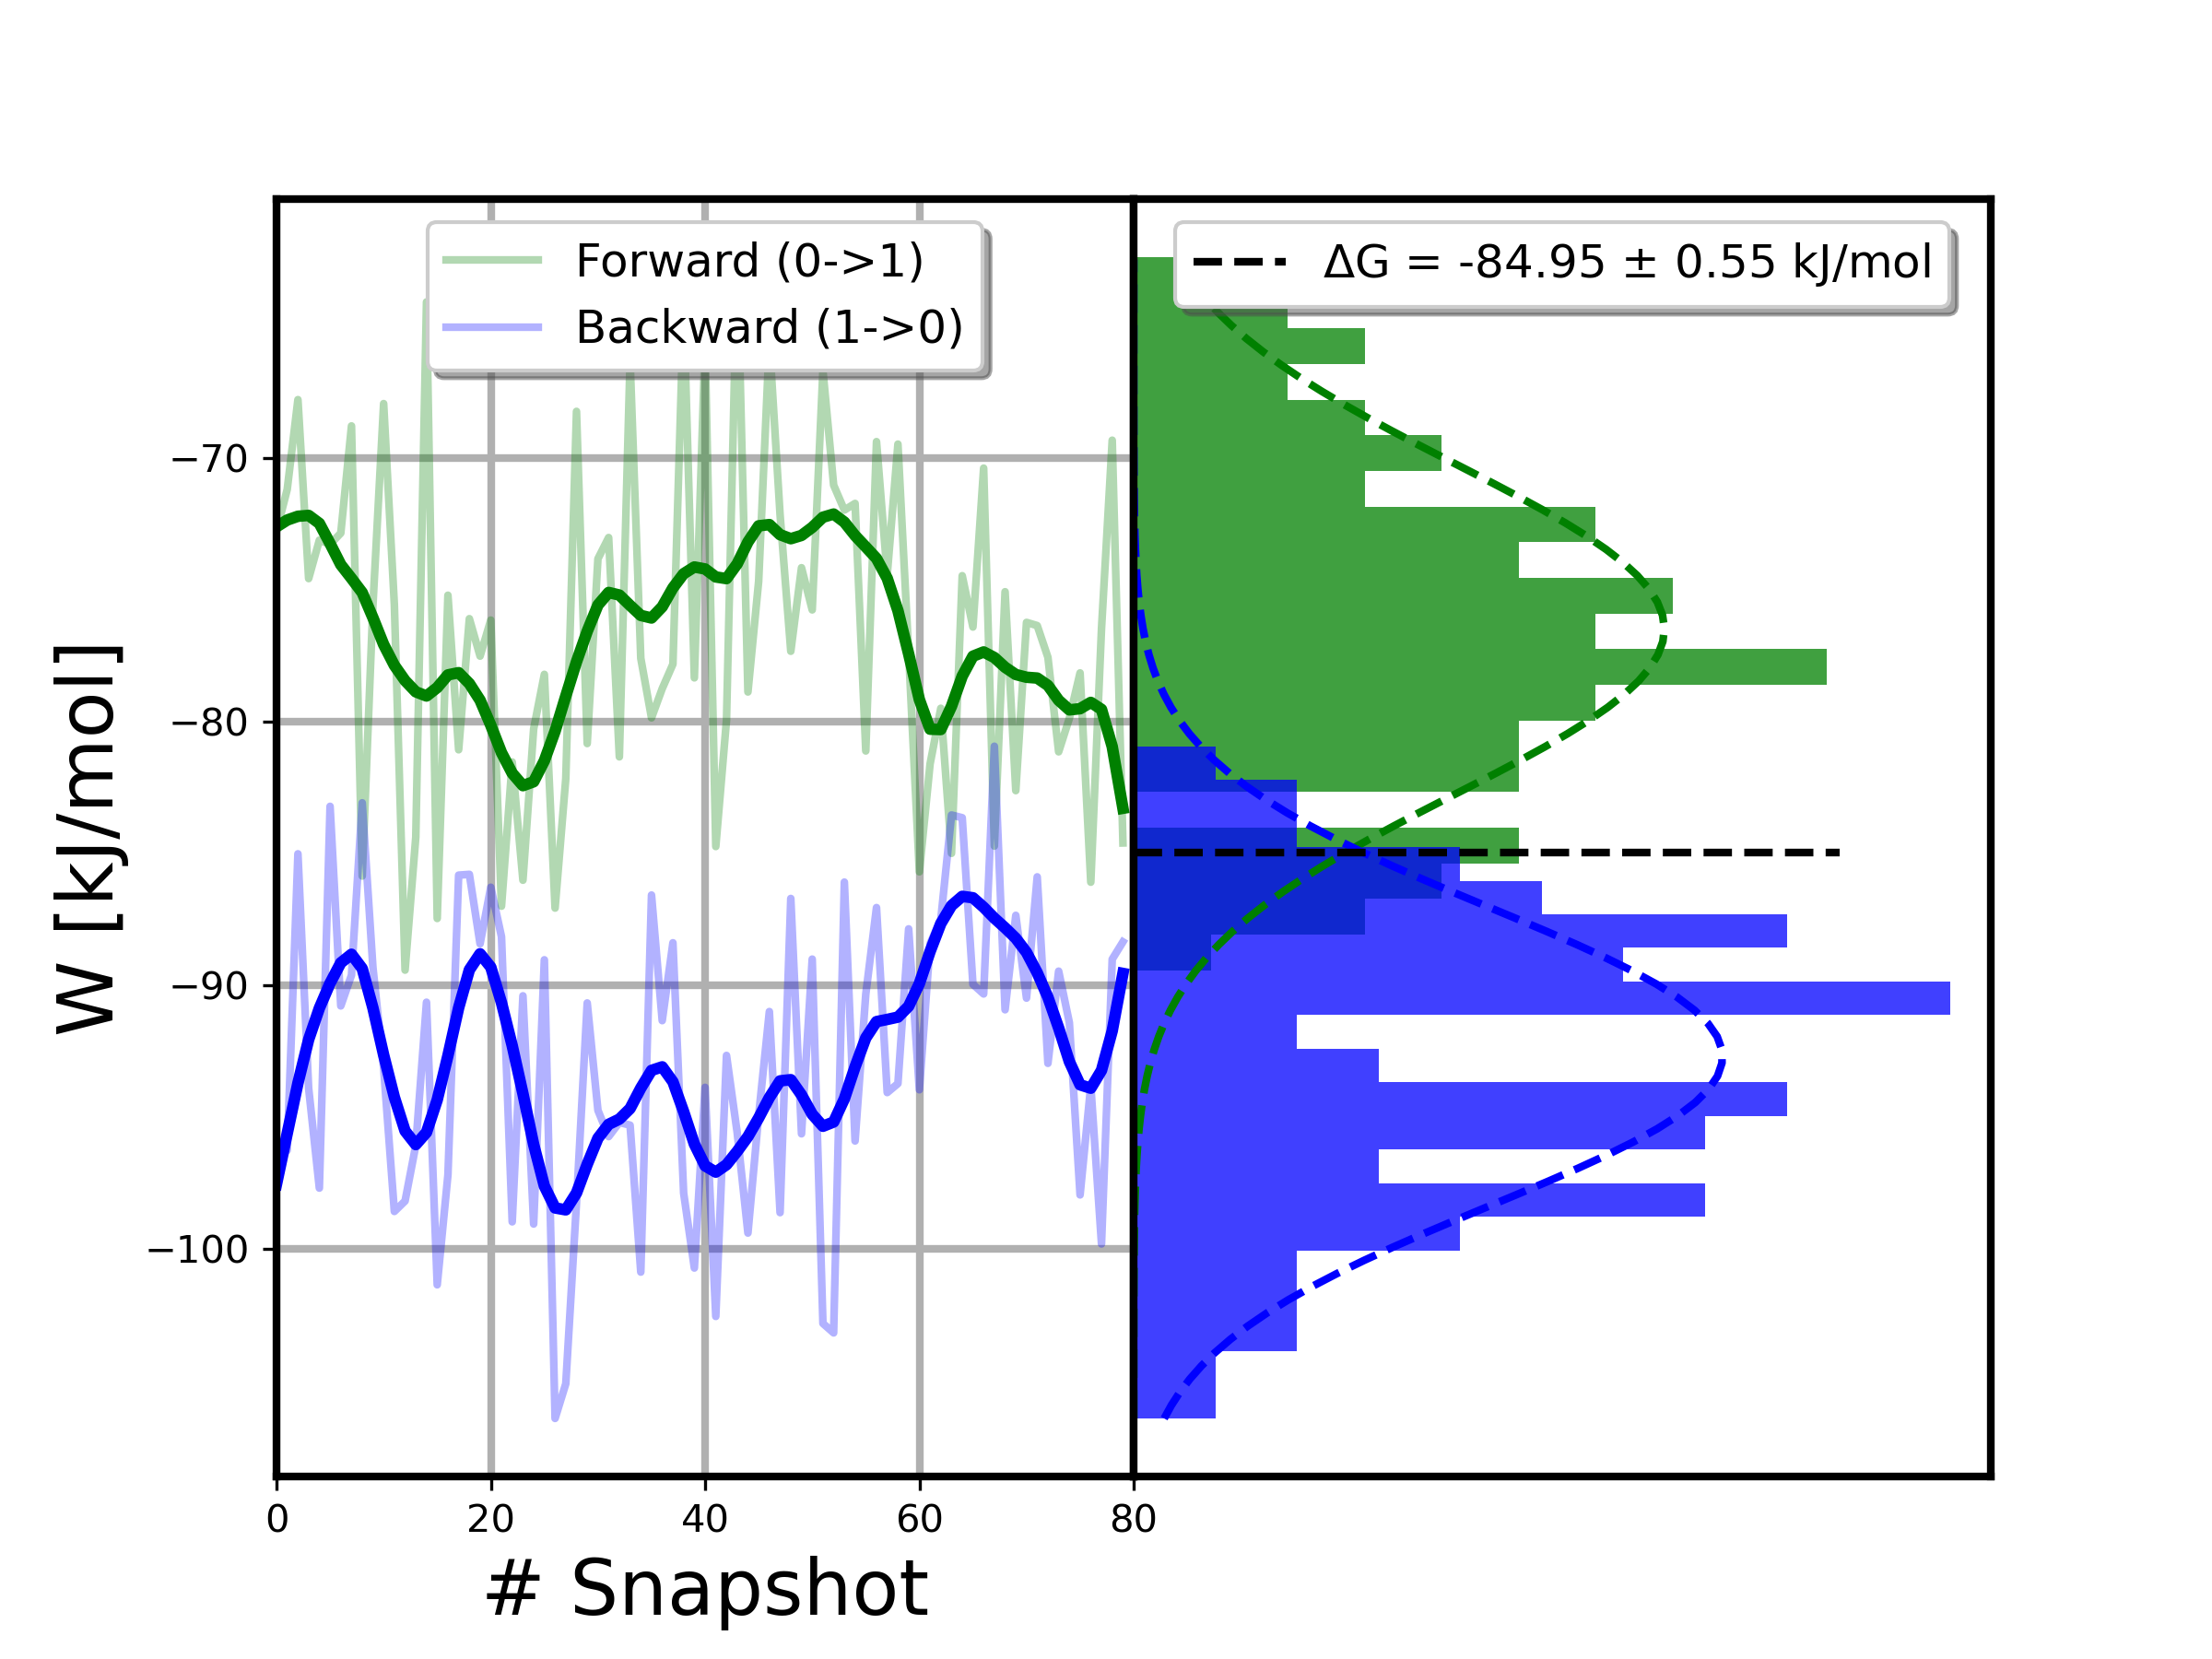 Forward (0->1)
Backward (1->0)
ΔG = -84.95 ± 0.55 kJ/mol
W [kJ/mol]
−70
−80
−90
−100
0 20 40 60 80
# Snapshot